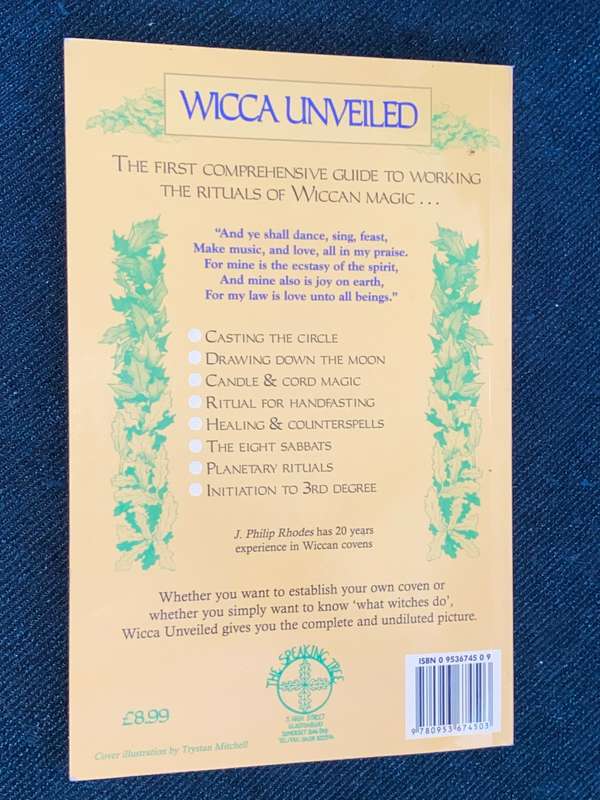 WICCA UNVEILED
THE FIRST COMPREHENSIVE GUIDE TO WORKING
THE RITUALS OF WICCAN MAGIC...
"And ye shall dance, sing, feast,
Make music, and love, all in my praise.
For mine is the ecstasy of the spirit,
And mine also is joy on earth,
For my law is love unto all beings."
CASTING THE CIRCLE
DRAWING DOWN THE MOON
CANDLE & CORD MAGIC
RITUAL FOR HANDFASTING
HEALING & COUNTERSPELLS
THE EIGHT SABBATS
PLANETARY RITUALS
INITIATION TO 3RD DEGREE
J. Philip Rhodes has 20 years
experience in Wiccan covens
Whether you want to establish your own coven or
whether you simply want to know 'what witches do',
Wicca Unveiled gives you the complete and undiluted picture.
THE SPEAKING TREE
HIGH STREET
GLASTONBURY
SOMERSET
£8.99
Cover illustration by Trystan Mitchell
ISBN 0 9536745 0 9
9 780953 674503